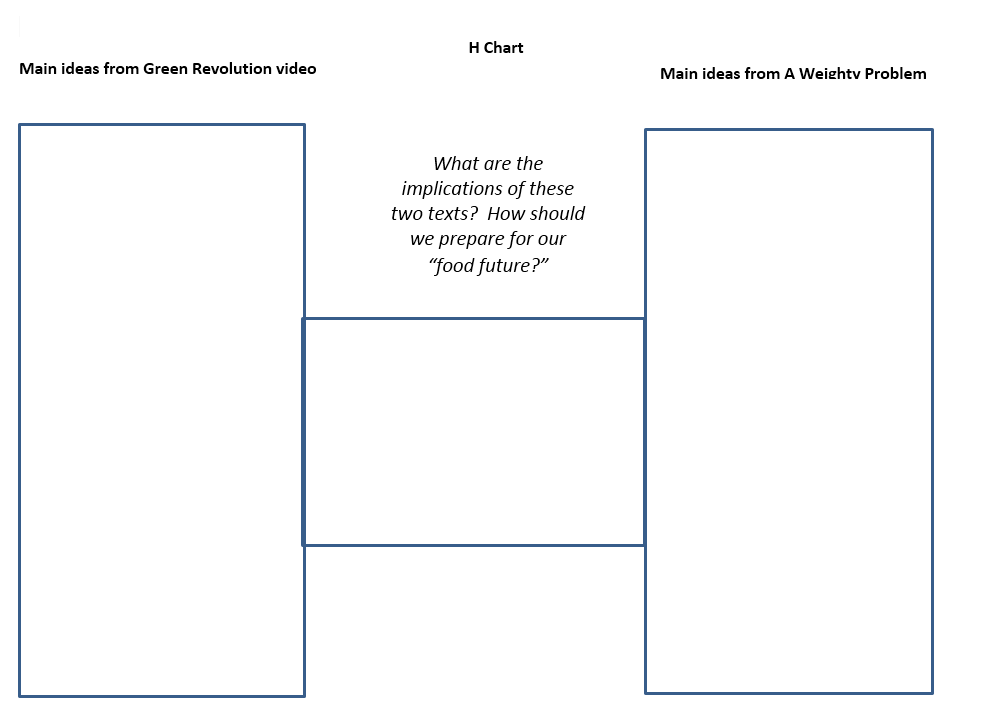 H Chart
Main ideas from Green Revolution video
Main ideas from A Weighty Problem
What are the
implications of these
two texts?  How should
we prepare for our
“food future?”